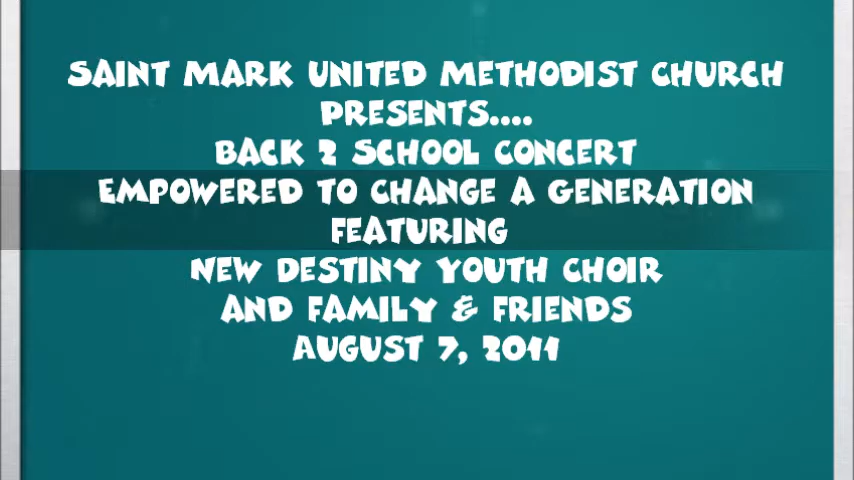 SAINT MARK UNITED METHODIST CHURCH
PRESENTS....
BACK 2 SCHOOL CONCERT
EMPOWERED TO CHANGE A GENERATION
FEATURING
NEW DESTINY YOUTH CHOIR
AND FAMILY & FRIENDS
AUGUST 7, 2011